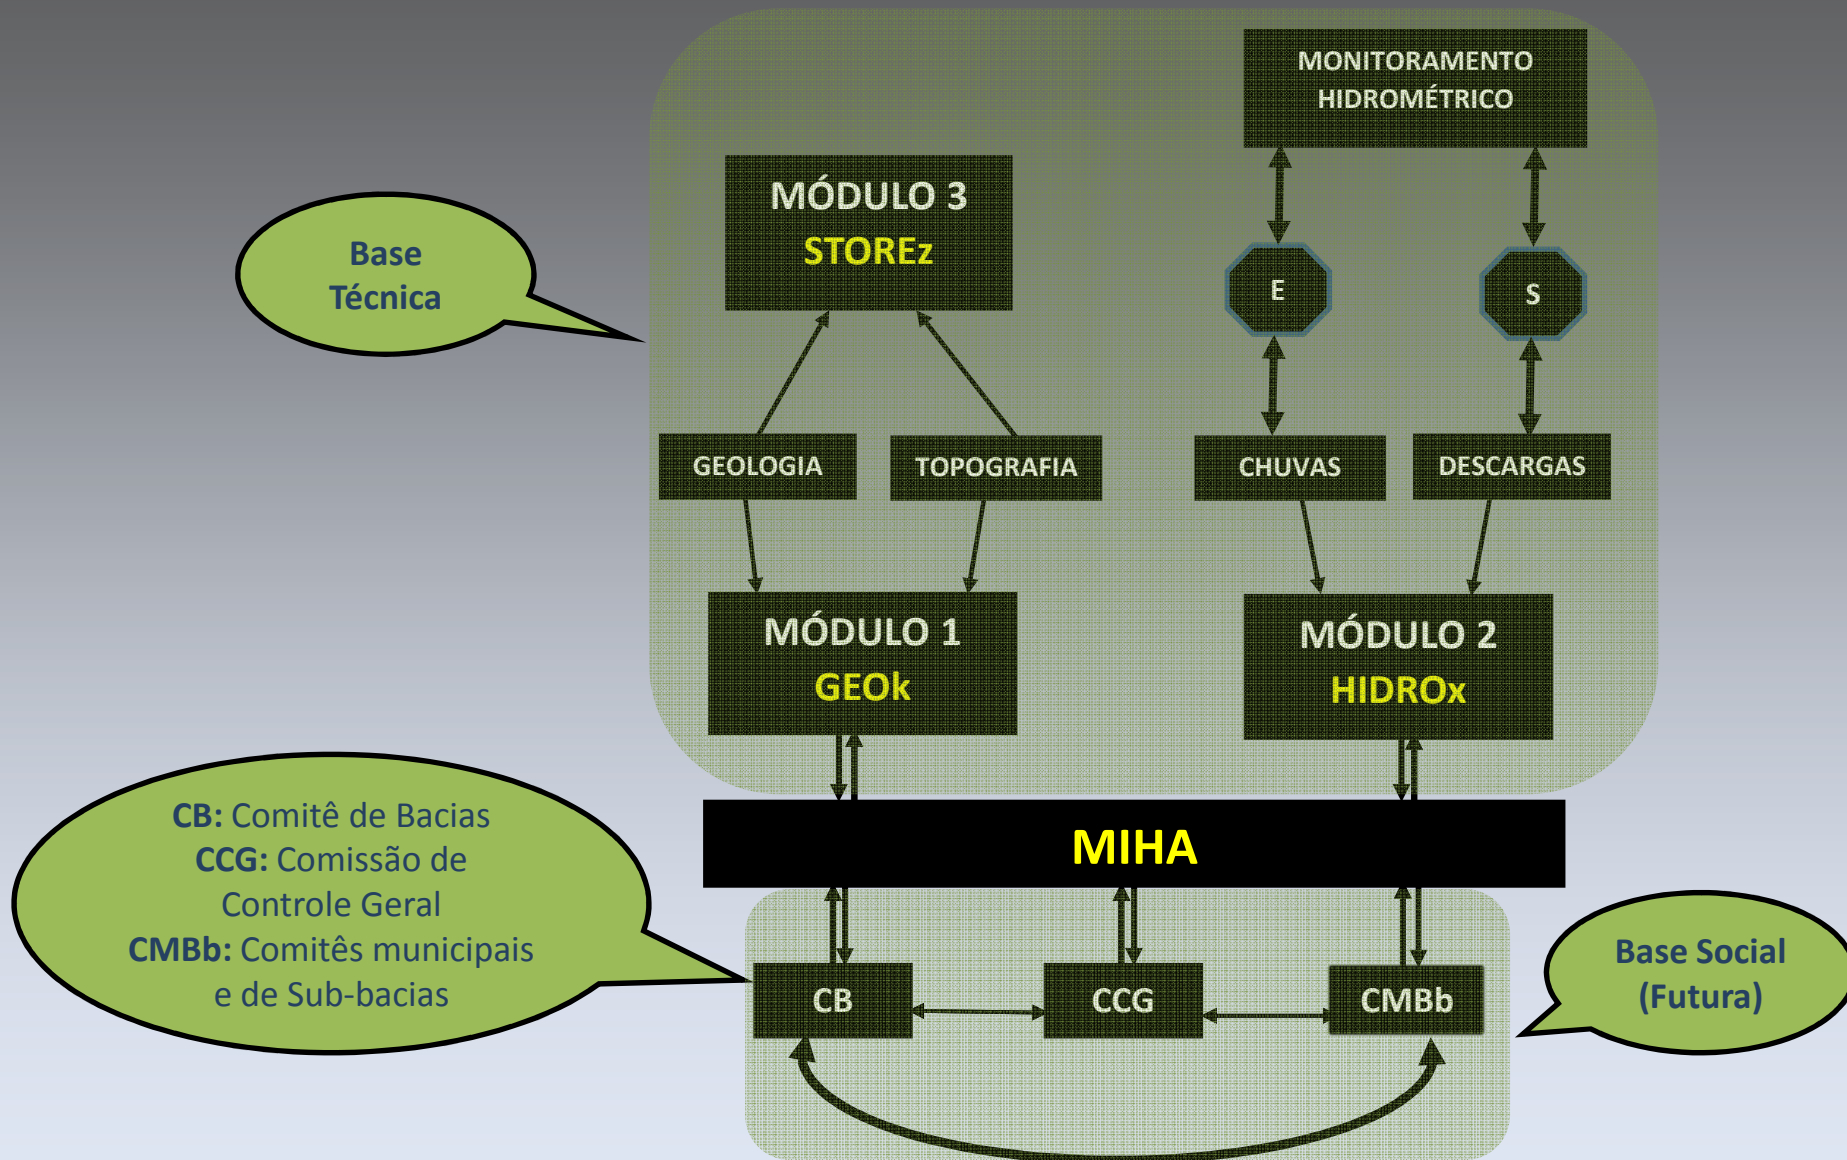 MONITORAMENTO
HIDROMÉTRICO
MÓDULO 3
STOREz
Base
Técnica
E
S
GEOLOGIA
TOPOGRAFIA
CHUVAS
DESCARGAS
MÓDULO 1
GEOk
MÓDULO 2
HIDROx
CB: Comitê de Bacias
CCG: Comissão de
Controle Geral
CMBb: Comitês municipais
e de Sub-bacias
MIHA
CB
CCG
CMBb
Base Social
(Futura)